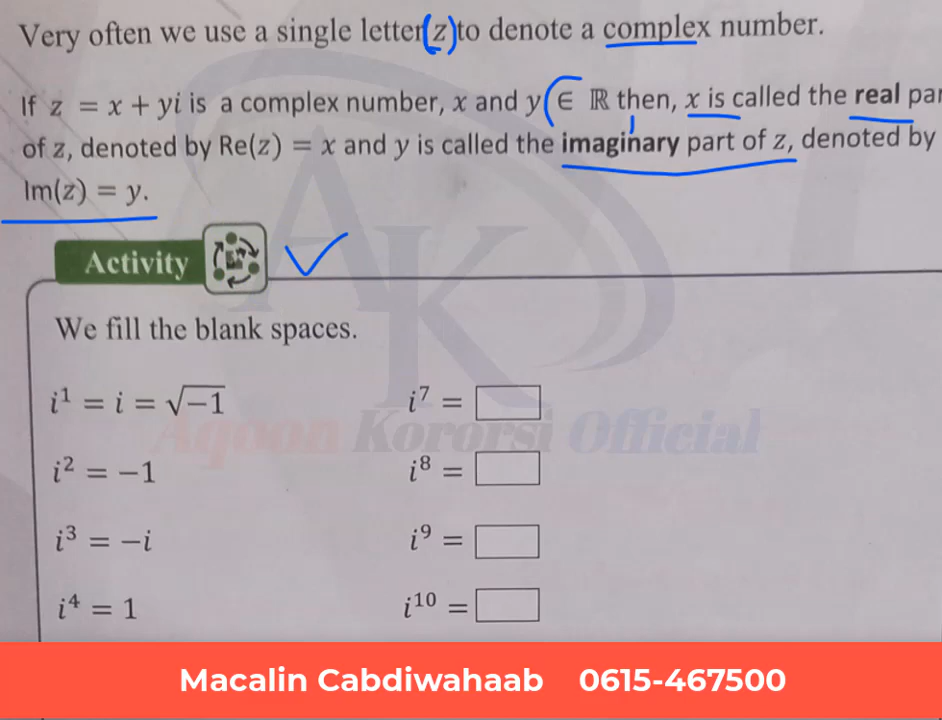 Very often we use a single letter (z) to denote a complex number.
If z = x + yi is a complex number, x and y ∈ ℝ then, x is called the real par
of z, denoted by Re(z) = x and y is called the imaginary part of z, denoted by
Im(z) = y.
Activity
We fill the blank spaces.
i¹ = i = √−1
i⁷ =
i² = −1
i⁸ =
i³ = −i
i⁹ =
i⁴ = 1
i¹⁰ =
AK
Aqoon Kororsi Official
Macalin Cabdiwahaab 0615-467500